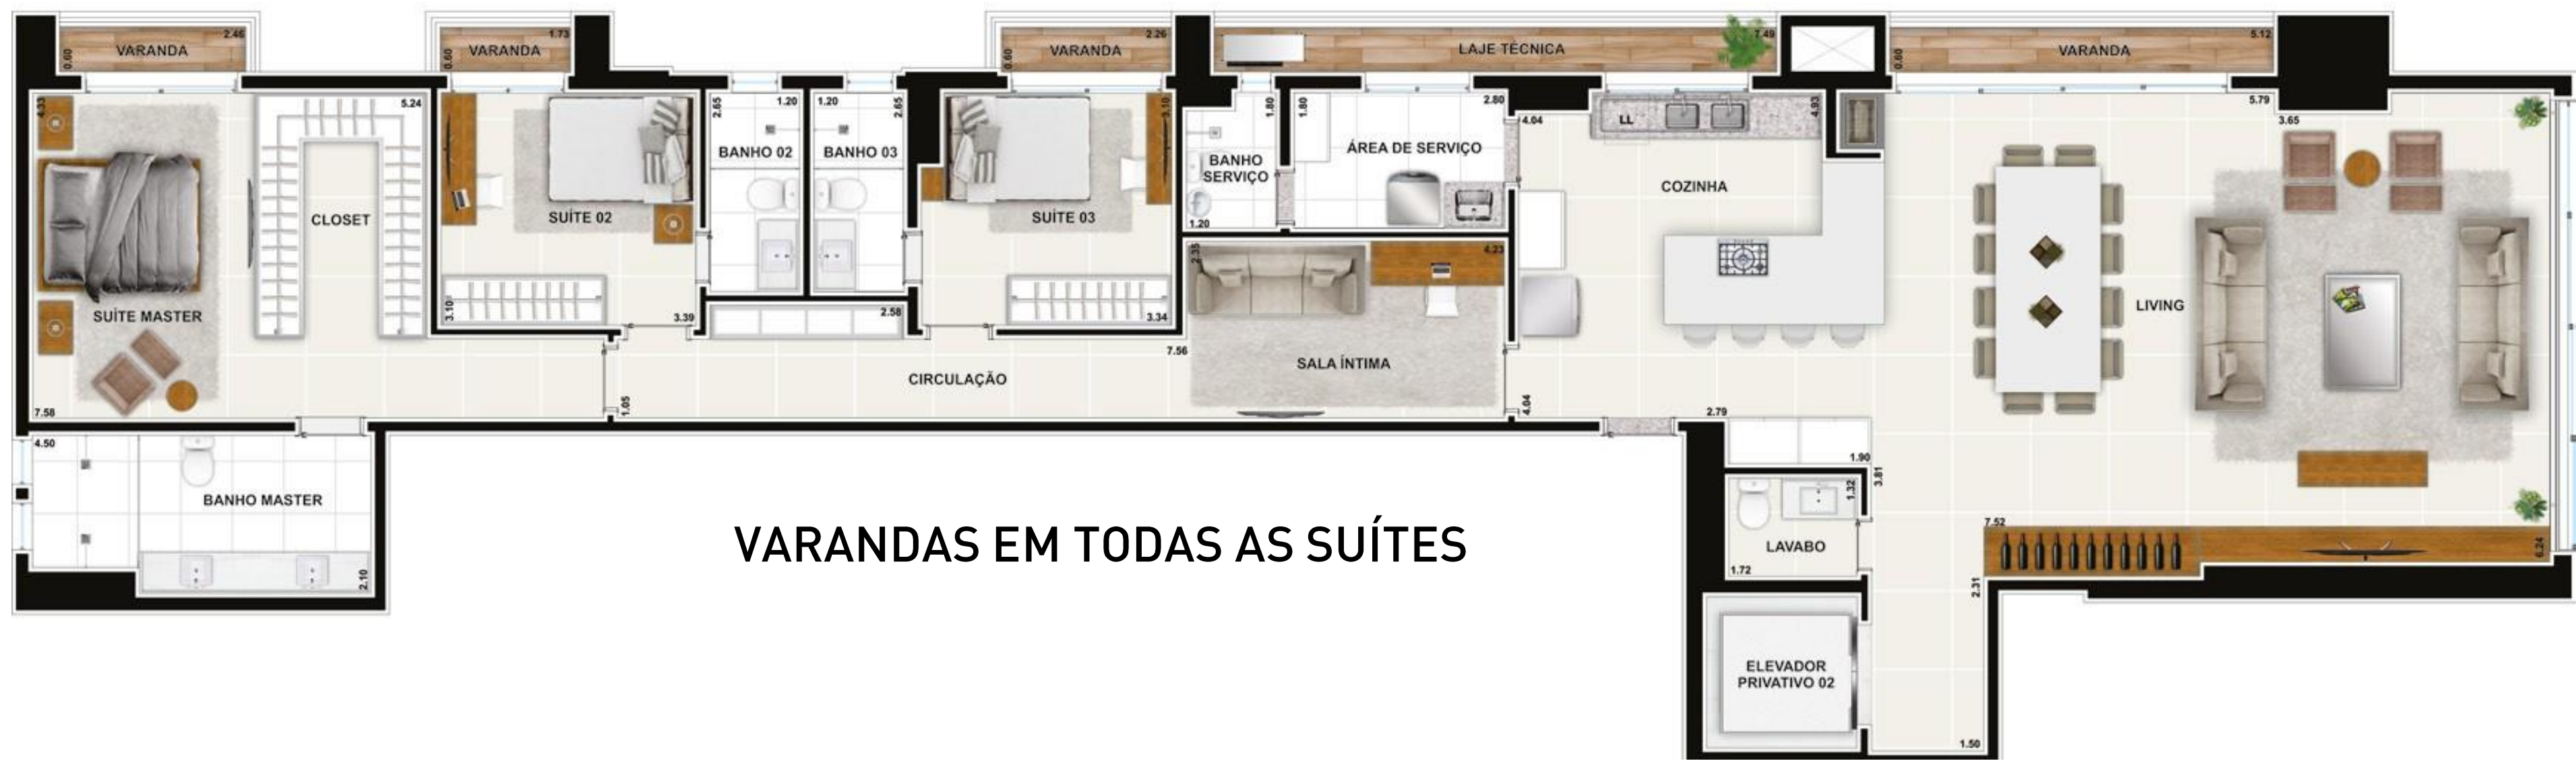 VARANDA
2.46
0.60
VARANDA
1.73
0.60
VARANDA
2.26
0.60
LAJE TÉCNICA
7.49
VARANDA
5.12
0.60
4.33
5.24
CLOSET
SUÍTE MASTER
7.58
SUÍTE 02
3.10
3.39
2.65
1.20
BANHO 02
1.20
2.65
BANHO 03
2.58
3.10
SUÍTE 03
3.34
1.80
BANHO
SERVIÇO
1.20
1.80
2.80
ÁREA DE SERVIÇO
4.04
LL
4.93
COZINHA
5.79
3.65
LIVING
2.35
4.23
SALA ÍNTIMA
7.56
CIRCULAÇÃO
1.05
4.04
2.79
1.90
3.81
4.50
BANHO MASTER
2.10
VARANDAS EM TODAS AS SUÍTES
1.32
LAVABO
1.72
7.52
6.24
2.31
ELEVADOR
PRIVATIVO 02
1.50